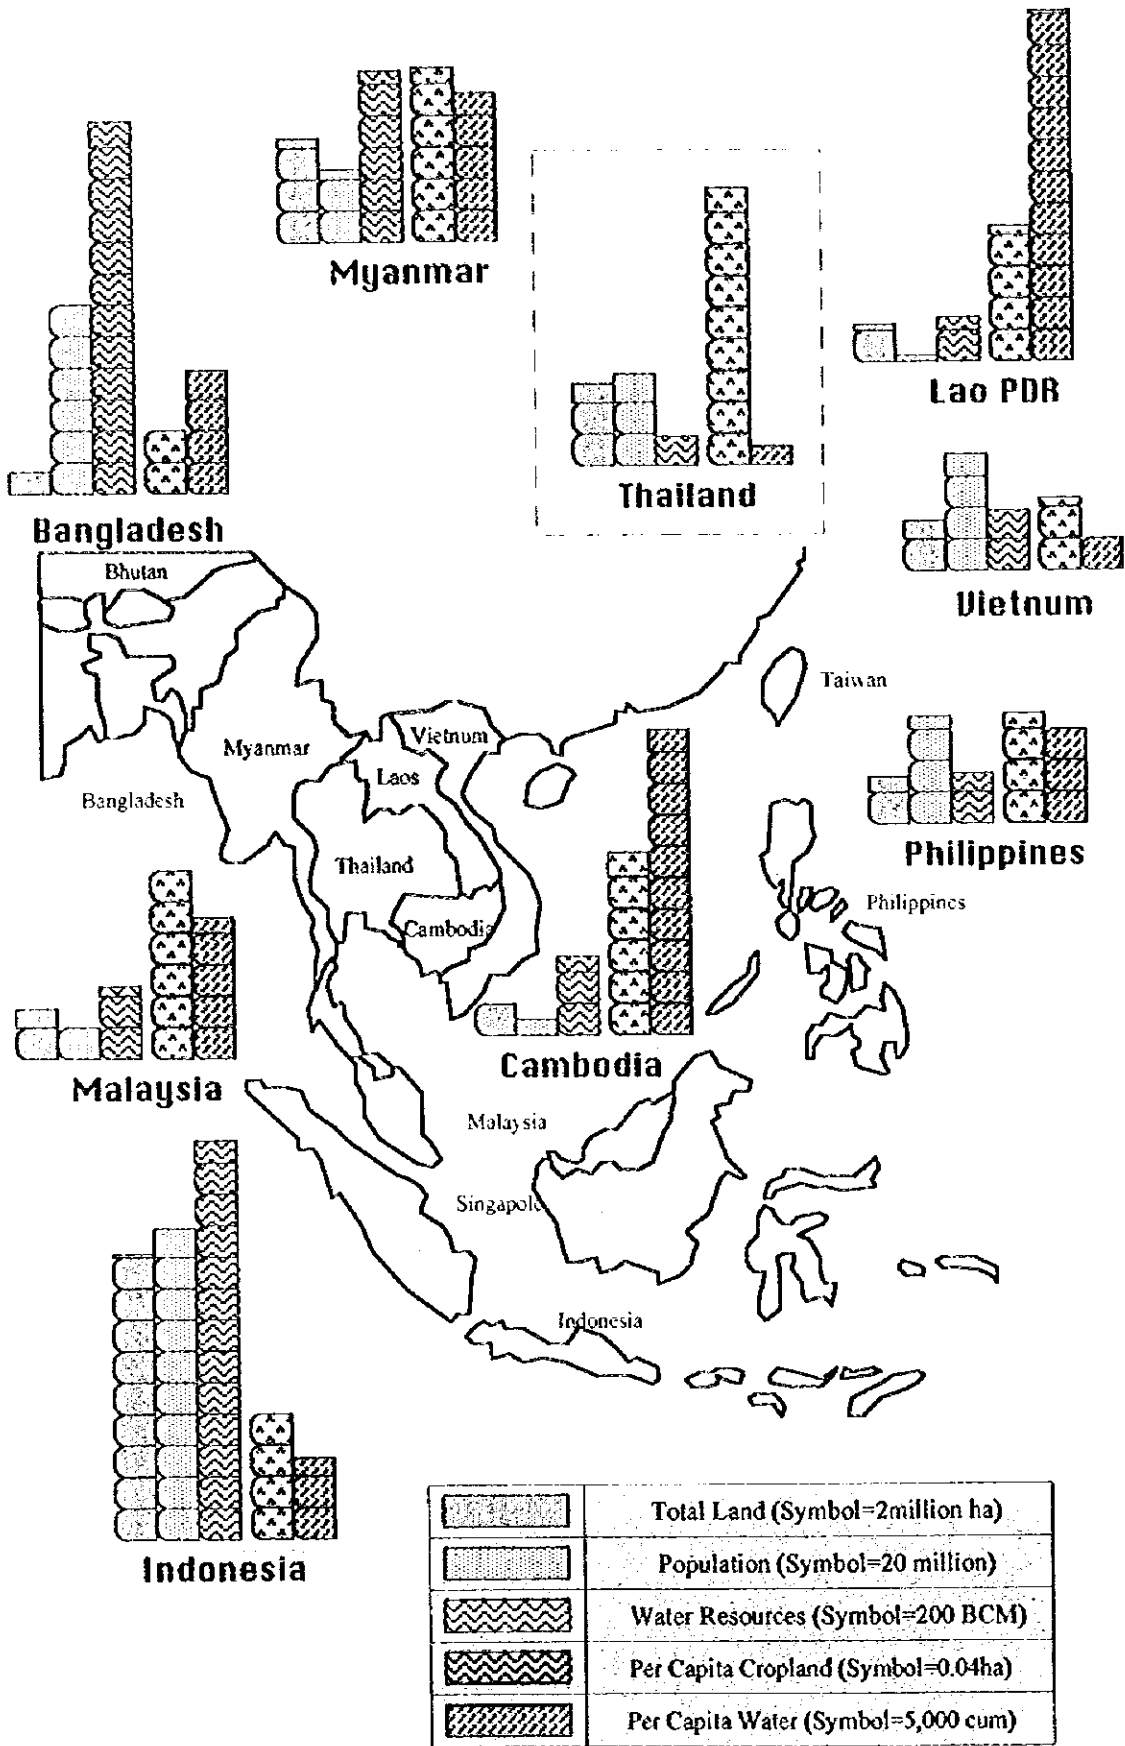 Myanmar
Lao PDR
Thailand
Bangladesh
Vietnum
Bhutan
Taiwan
Vietnum
Myanmar
Laos
Bangladesh
Philippines
Thailand
Philippines
Cambodia
Cambodia
Malaysia
Malaysia
Singapole
Indonesia
Indonesia
Total Land (Symbol=2million ha)
Population (Symbol=20 million)
Water Resources (Symbol=200 BCM)
Per Capita Cropland (Symbol=0.04ha)
Per Capita Water (Symbol=5,000 cum)